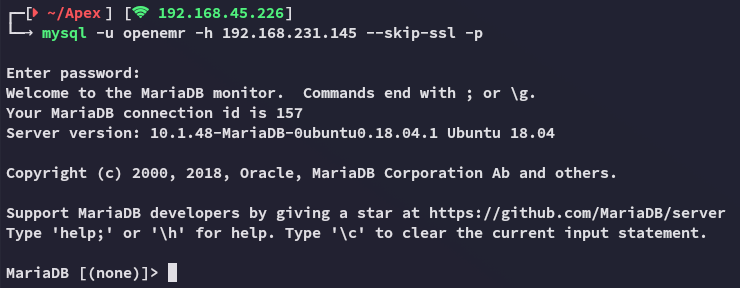 [ ~/Apex ] [ 192.168.45.226]
mysql -u openemr -h 192.168.231.145 --skip-ssl -p
Enter password:
Welcome to the MariaDB monitor.  Commands end with ; or \g.
Your MariaDB connection id is 157
Server version: 10.1.48-MariaDB-0ubuntu0.18.04.1 Ubuntu 18.04
Copyright (c) 2000, 2018, Oracle, MariaDB Corporation Ab and others.
Support MariaDB developers by giving a star at https://github.com/MariaDB/server
Type 'help;' or '\h' for help. Type '\c' to clear the current input statement.
MariaDB [(none)]>